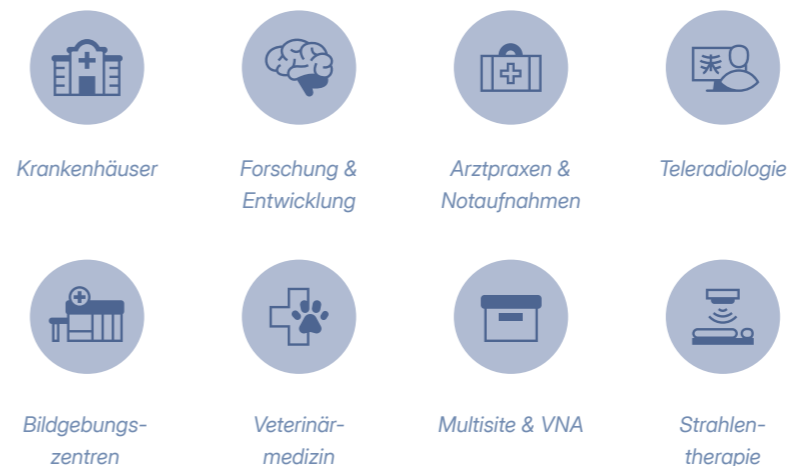 Krankenhäuser
Forschung &
Entwicklung
Arztpraxen &
Notaufnahmen
Teleradiologie
Bildgebungs-
zentren
Veterinär-
medizin
Multisite & VNA
Strahlen-
therapie